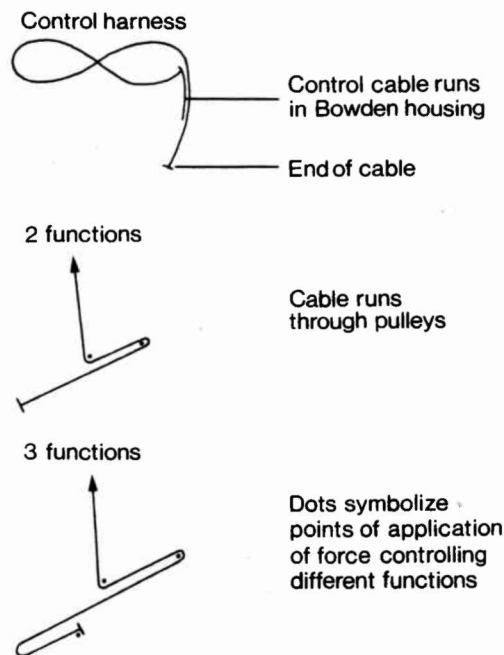 Control harness
Control cable runs
in Bowden housing
End of cable
2 functions
Cable runs
through pulleys
3 functions
Dots symbolize
points of application
of force controlling
different functions